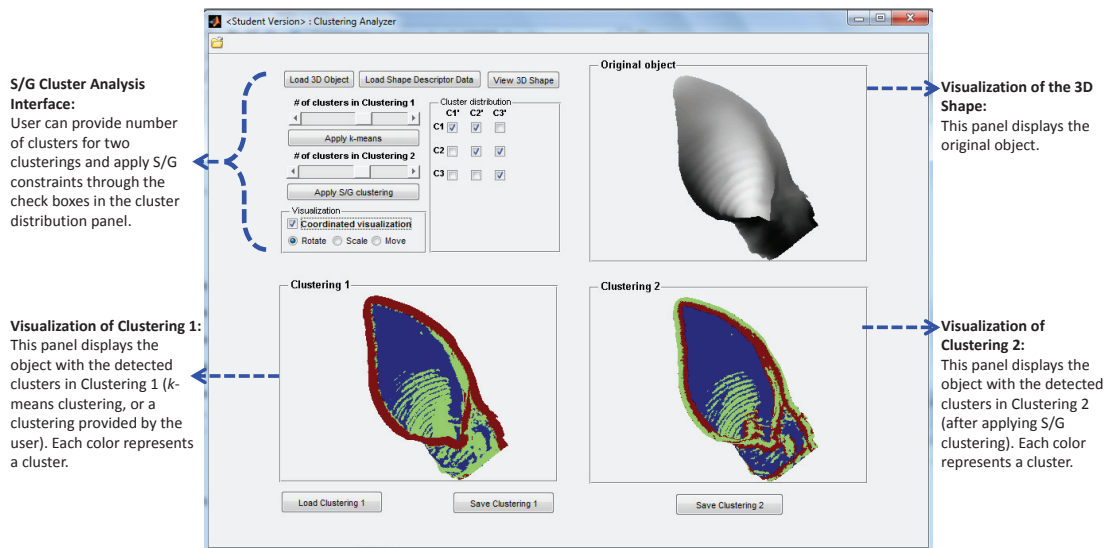 <Student Version> : Clustering Analyzer
S/G Cluster Analysis
Interface:
User can provide number
of clusters for two
clusterings and apply S/G
constraints through the
check boxes in the cluster
distribution panel.
Load 3D Object
Load Shape Descriptor Data
View 3D Shape
# of clusters in Clustering 1
Apply k-means
# of clusters in Clustering 2
Apply S/G clustering
Visualization
Coordinated visualization
Rotate Scale Move
Cluster distribution
C1' C2' C3'
C1
C2
C3
Original object
Visualization of the 3D
Shape:
This panel displays the
original object.
Visualization of Clustering 1:
This panel displays the
object with the detected
clusters in Clustering 1 (k-
means clustering, or a
clustering provided by the
user). Each color represents
a cluster.
Clustering 1
Clustering 2
Visualization of
Clustering 2:
This panel displays the
object with the detected
clusters in Clustering 2
(after applying S/G
clustering). Each color
represents a cluster.
Load Clustering 1
Save Clustering 1
Save Clustering 2